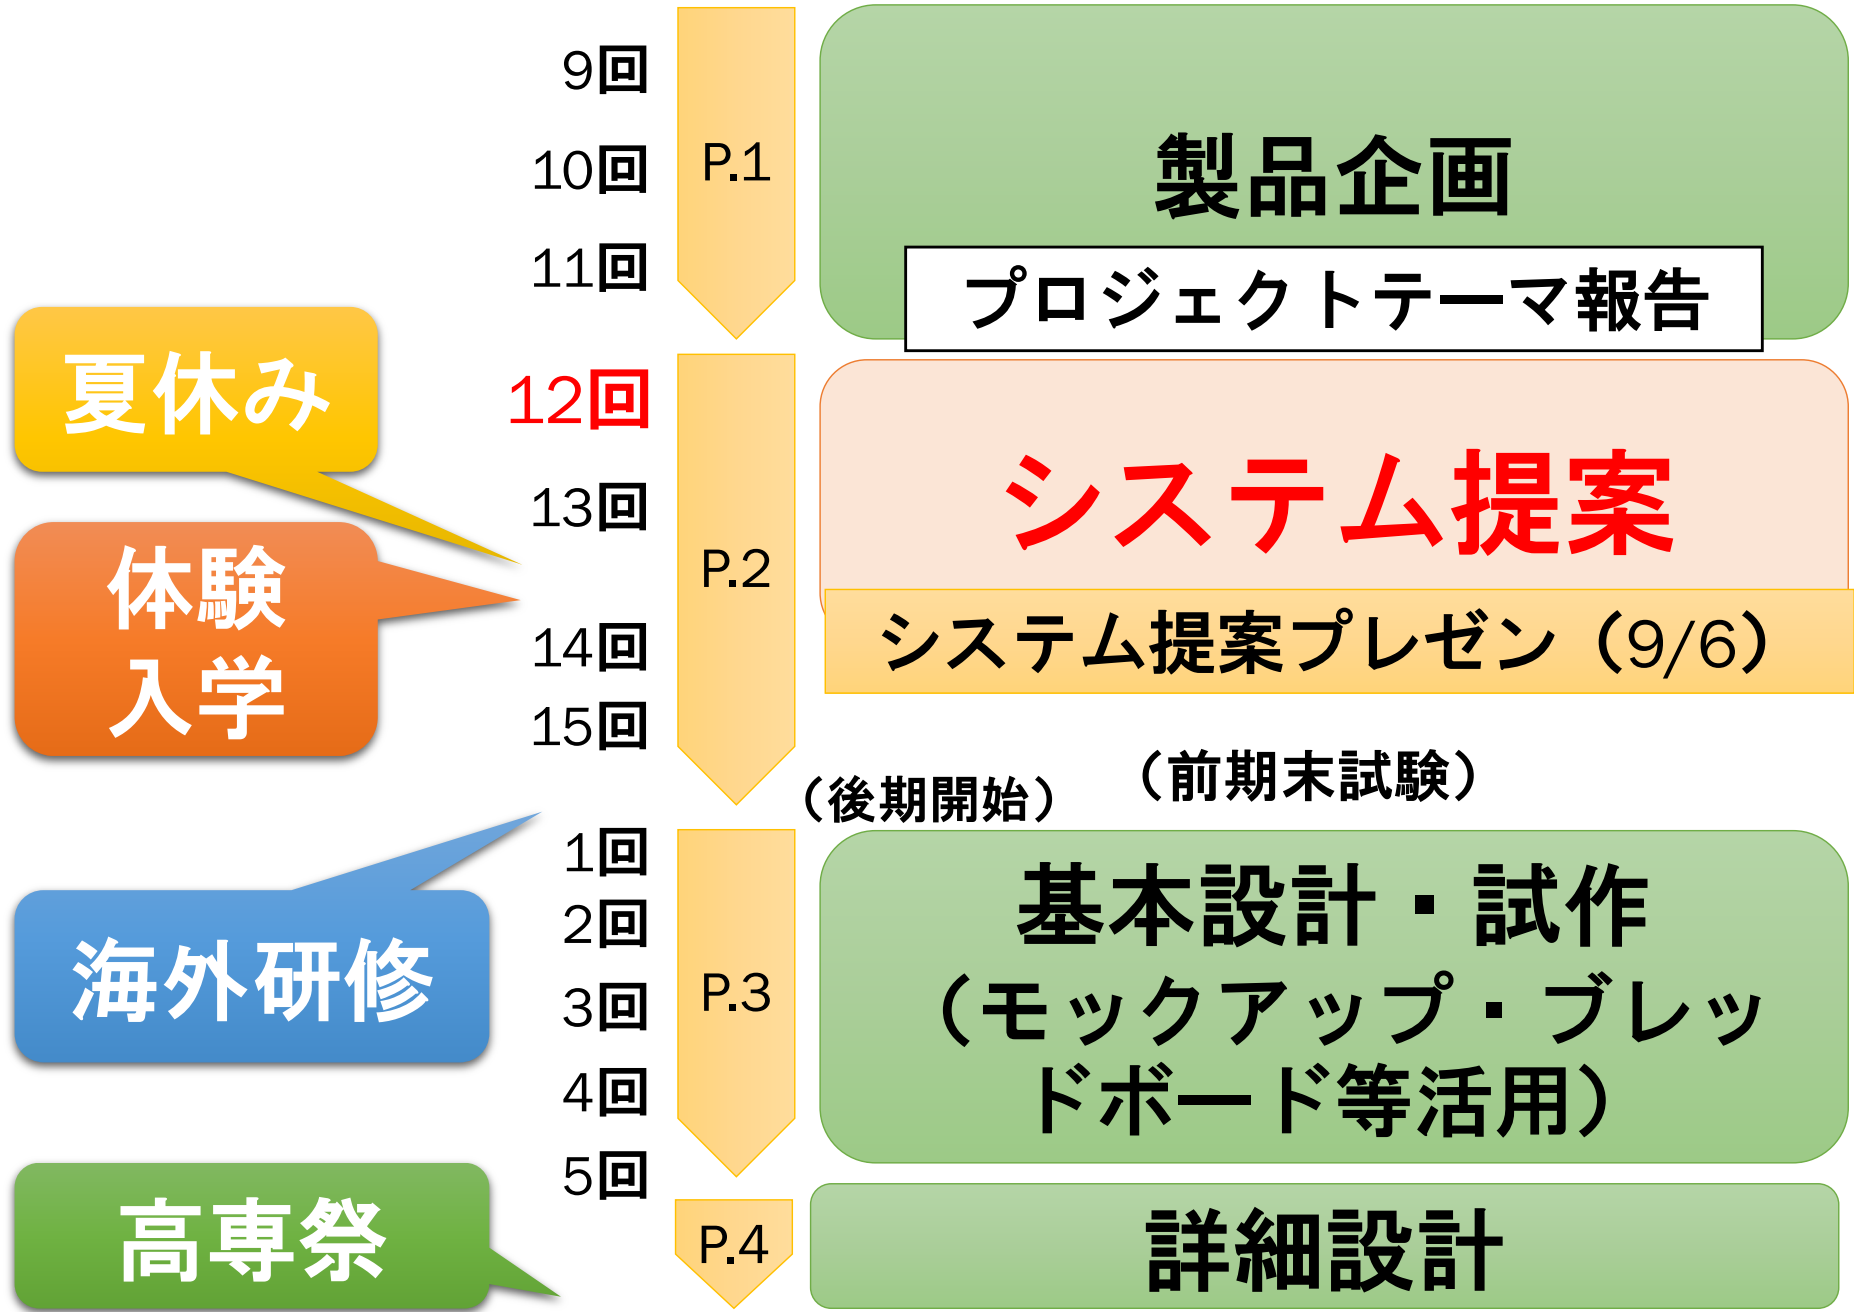 9回
10回
P.1
製品企画
11回
プロジェクトテーマ報告
夏休み
12回
システム提案
13回
体験
入学
P.2
14回
システム提案プレゼン（9/6）
15回
（前期末試験）
（後期開始）
1回
基本設計・試作
2回
海外研修
3回
P.3
（モックアップ・ブレッ
ドボード等活用）
4回
5回
高専祭
P.4
詳細設計